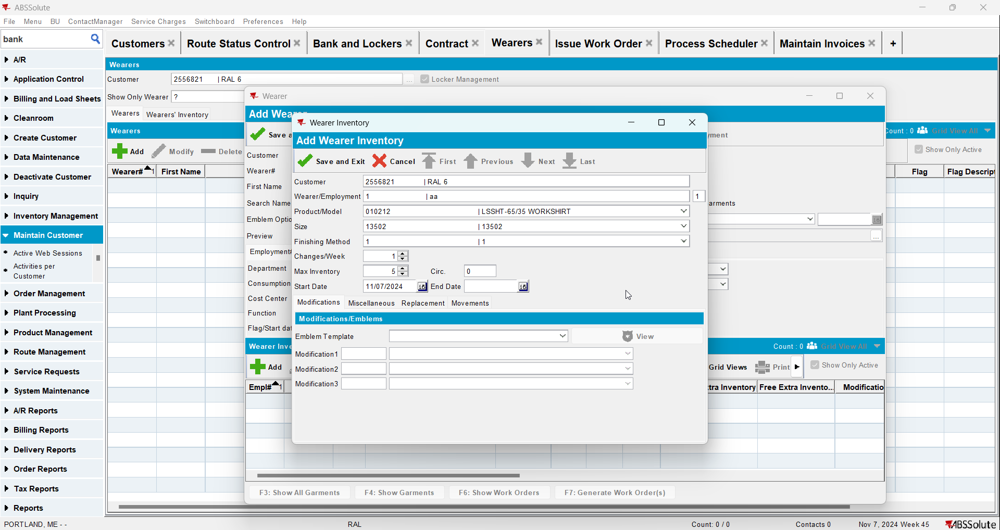 ABSSolute
File Menu BU ContactManager Service Charges Switchboard Preferences Help
bank
Customers Route Status Control Bank and Lockers Contract Wearers Issue Work Order Process Scheduler Maintain Invoices +
A/R
Application Control
Billing and Load Sheets
Cleanroom
Create Customer
Data Maintenance
Deactivate Customer
Inquiry
Inventory Management
Maintain Customer
Active Web Sessions
Activities per
Customer
Order Management
Plant Processing
Product Management
Route Management
Service Requests
System Maintenance
A/R Reports
Billing Reports
Delivery Reports
Order Reports
Tax Reports
Reports
Wearers
Customer 2556821 | RAL 6 ... Locker Management
Show Only Wearer ?
Wearers Wearers' Inventory
Wearers
Count : 0 Grid View All
Add Modify Delete
Show Only Active
Wearer# 1 First Name
Flag Flag Descript
Wearer
Add Wearer
Save a
yment
Customer
Wearer#
First Name
Search Name
arments
Emblem Optio
16
Preview
...
Employment#
Department
Consumption
Cost Center
Function
Flag/Start dat
Wearer Inve
Count : 0 Grid View All
Add
Grid Views Print Show Only Active
Empl# 1
tra Inventory Free Extra Invento... Modificatio
F3: Show All Garments F4: Show Garments F6: Show Work Orders F7: Generate Work Order(s)
Wearer Inventory
Add Wearer Inventory
Save and Exit Cancel First Previous Next Last
Customer 2556821 | RAL 6
Wearer/Employment 1 | aa 1
Product/Model 010212 | LSSHT-65/35 WORKSHIRT
Size 13502 | 13502
Finishing Method 1 | 1
Changes/Week 1
Max Inventory 5 Circ. 0
Start Date 11/07/2024 16 End Date 16
Modifications Miscellaneous Replacement Movements
Modifications/Emblems
Emblem Template View
Modification1
Modification2
Modification3
PORTLAND, ME - - RAL Count: 0 / 0 Contacts 0 Nov 7, 2024 Week 45 ABSSolute